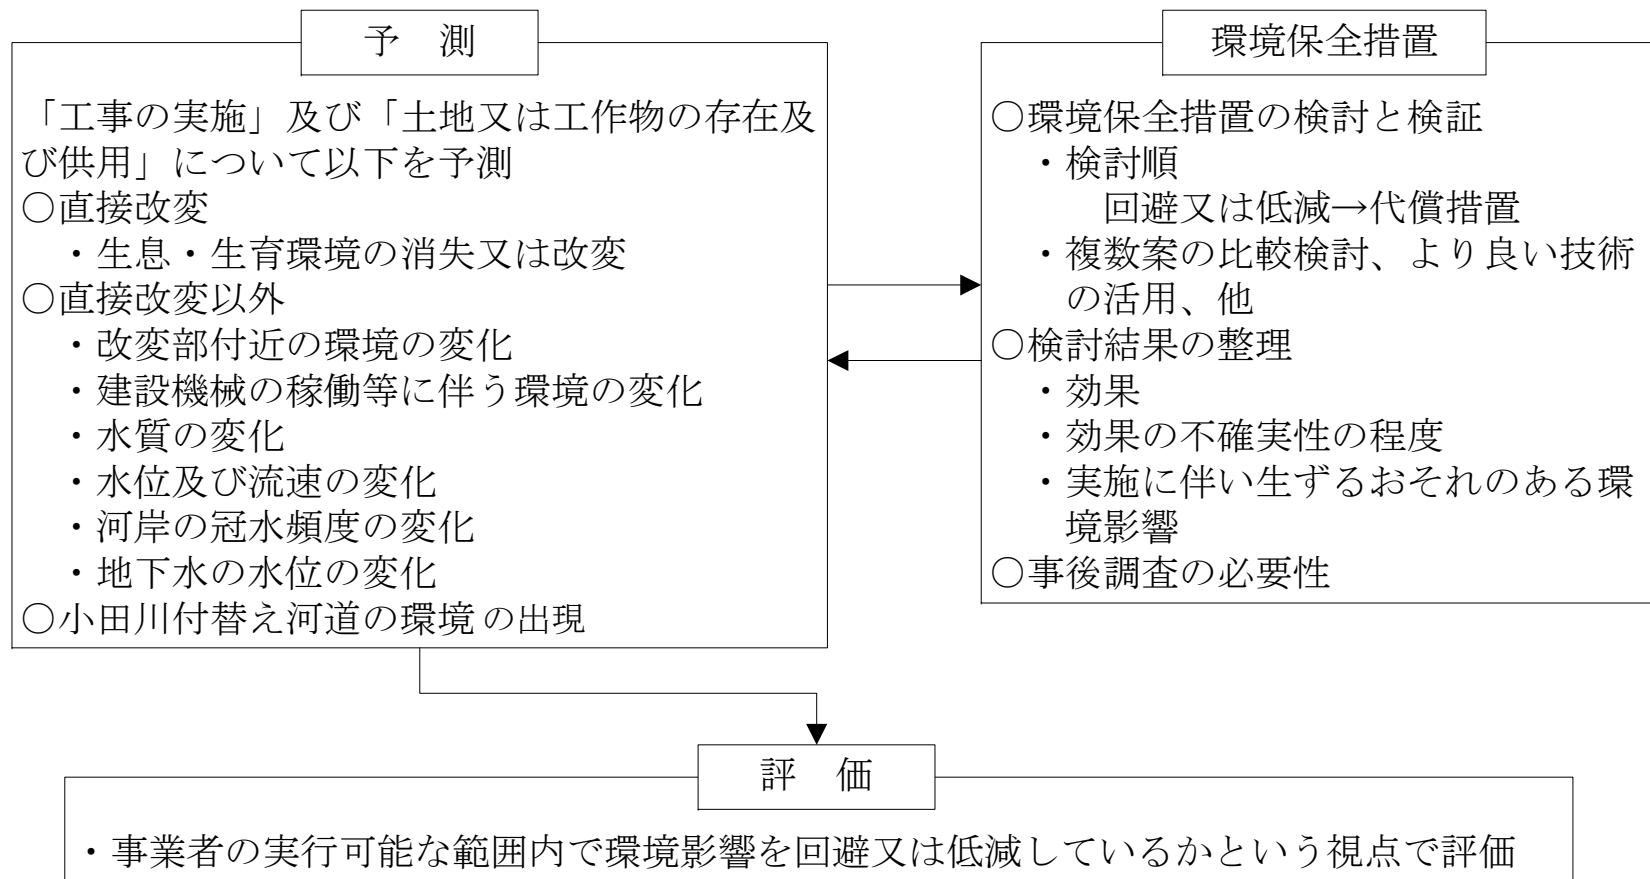 予　測
「工事の実施」及び「土地又は工作物の存在及
び供用」について以下を予測
○直接改変
・生息・生育環境の消失又は改変
○直接改変以外
・改変部付近の環境の変化
・建設機械の稼働等に伴う環境の変化
・水質の変化
・水位及び流速の変化
・河岸の冠水頻度の変化
・地下水の水位の変化
○小田川付替え河道の環境の出現
環境保全措置
○環境保全措置の検討と検証
・検討順
回避又は低減→代償措置
・複数案の比較検討、より良い技術
の活用、他
○検討結果の整理
・効果
・効果の不確実性の程度
・実施に伴い生ずるおそれのある環
境影響
○事後調査の必要性
評　価
・事業者の実行可能な範囲内で環境影響を回避又は低減しているかという視点で評価